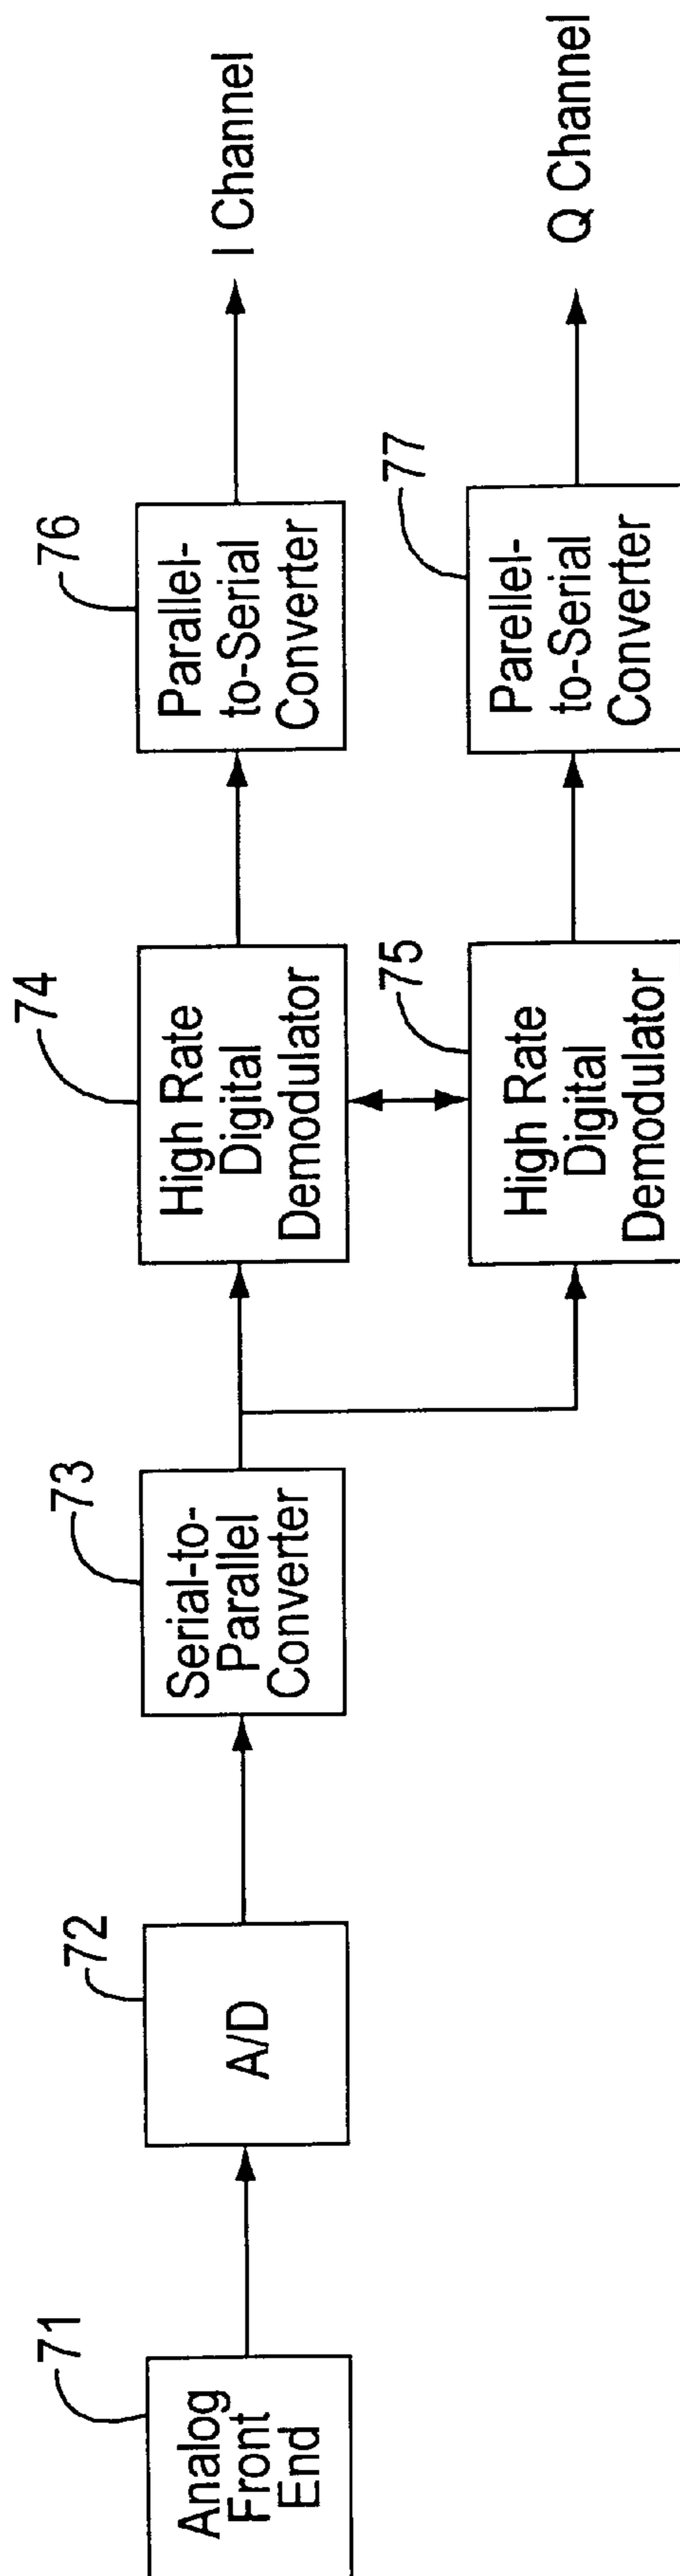 71
Analog
Front
End
72
A/D
73
Serial-to-
Parallel
Converter
74
High Rate
Digital
Demodulator
75
High Rate
Digital
Demodulator
76
Parallel-
to-Serial
Converter
77
Parellel-
to-Serial
Converter
I Channel
Q Channel